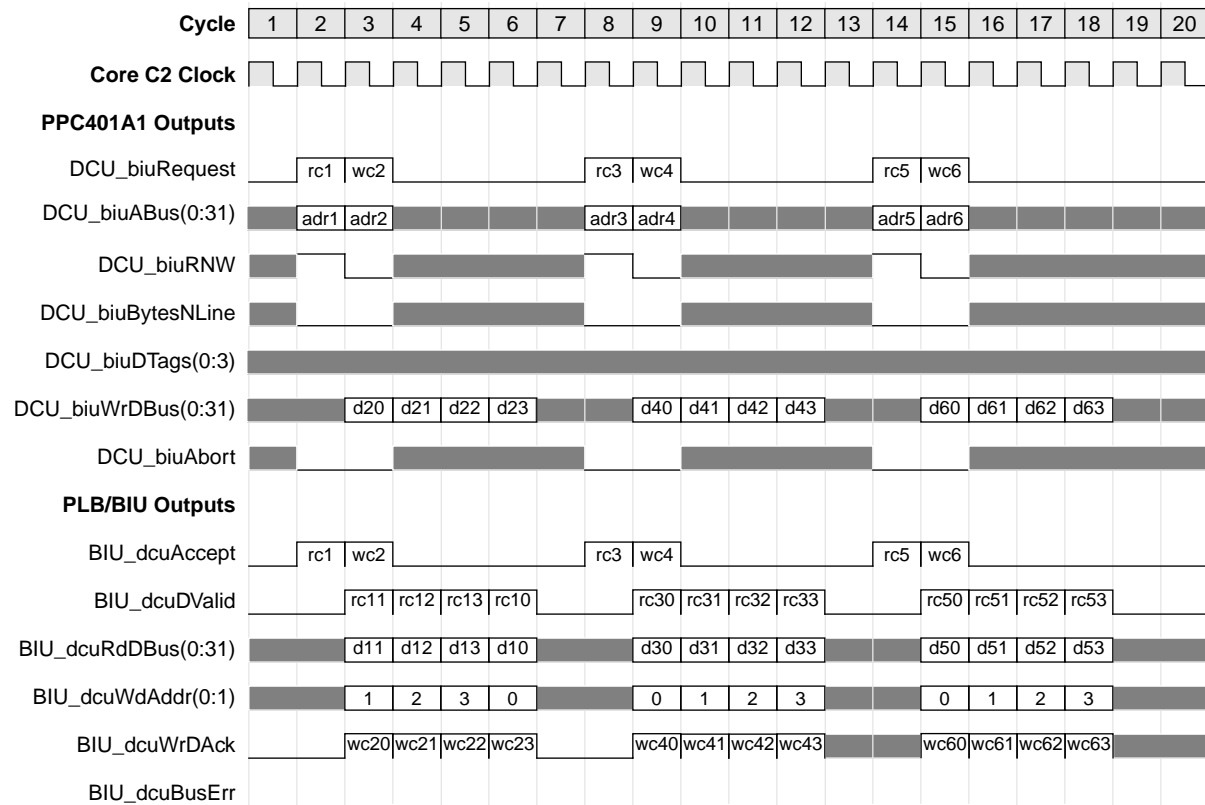 Cycle 1 2 3 4 5 6 7 8 9 10 11 12 13 14 15 16 17 18 19 20
Core C2 Clock
PPC401A1 Outputs
DCU_biuRequest rc1 wc2 rc3 wc4 rc5 wc6
DCU_biuABus(0:31) adr1 adr2 adr3 adr4 adr5 adr6
DCU_biuRNW
DCU_biuBytesNLine
DCU_biuDTags(0:3)
DCU_biuWrDBus(0:31) d20 d21 d22 d23 d40 d41 d42 d43 d60 d61 d62 d63
DCU_biuAbort
PLB/BIU Outputs
BIU_dcuAccept rc1 wc2 rc3 wc4 rc5 wc6
BIU_dcuDValid rc11 rc12 rc13 rc10 rc30 rc31 rc32 rc33 rc50 rc51 rc52 rc53
BIU_dcuRdDBus(0:31) d11 d12 d13 d10 d30 d31 d32 d33 d50 d51 d52 d53
BIU_dcuWdAddr(0:1) 1 2 3 0 0 1 2 3 0 1 2 3
BIU_dcuWrDAck wc20 wc21 wc22 wc23 wc40 wc41 wc42 wc43 wc60 wc61 wc62 wc63
BIU_dcuBusErr